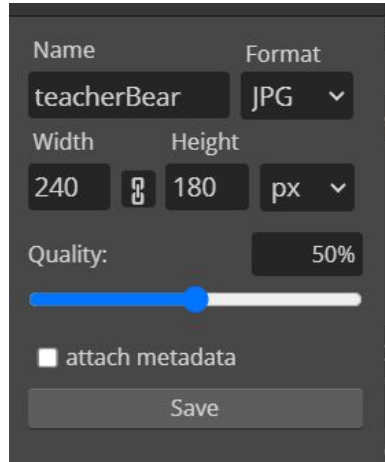 Name Format
teacherBear JPG
Width Height
240 180 px
Quality: 50%
attach metadata
Save